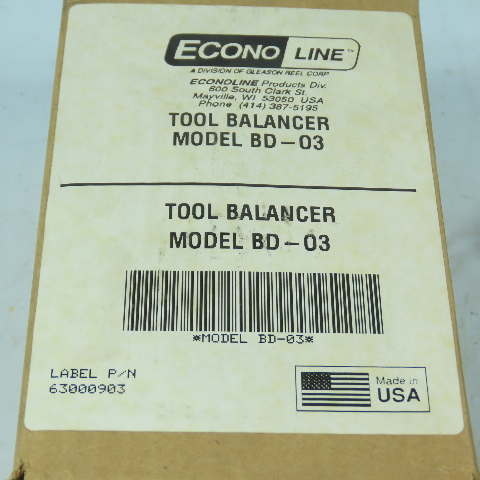 ECONO LINE™
A DIVISION OF GLEASON REEL CORP
ECONOLINE Products Div.
600 South Clark St.
Mayville, WI 53050 USA
Phone (414) 387-5195
TOOL BALANCER
MODEL BD-03
TOOL BALANCER
MODEL BD-03
*MODEL BD-03*
LABEL P/N
63000903
Made in
USA